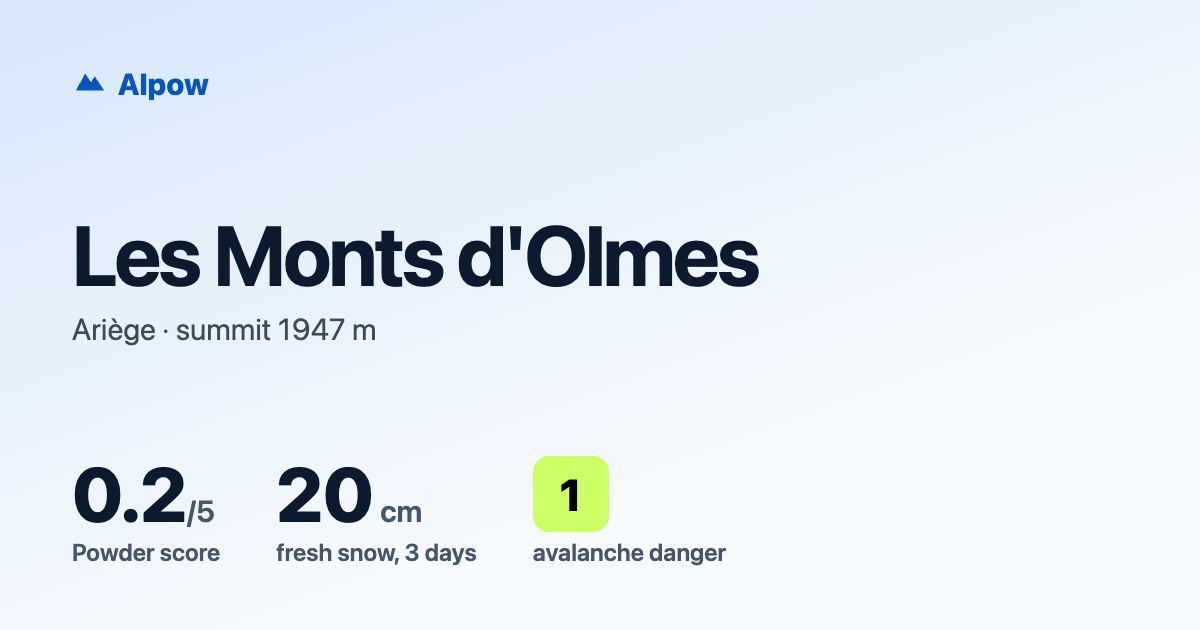 Alpow
Les Monts d'Olmes
Ariège · summit 1947 m
0.2/5
Powder score
20 cm
fresh snow, 3 days
1
avalanche danger